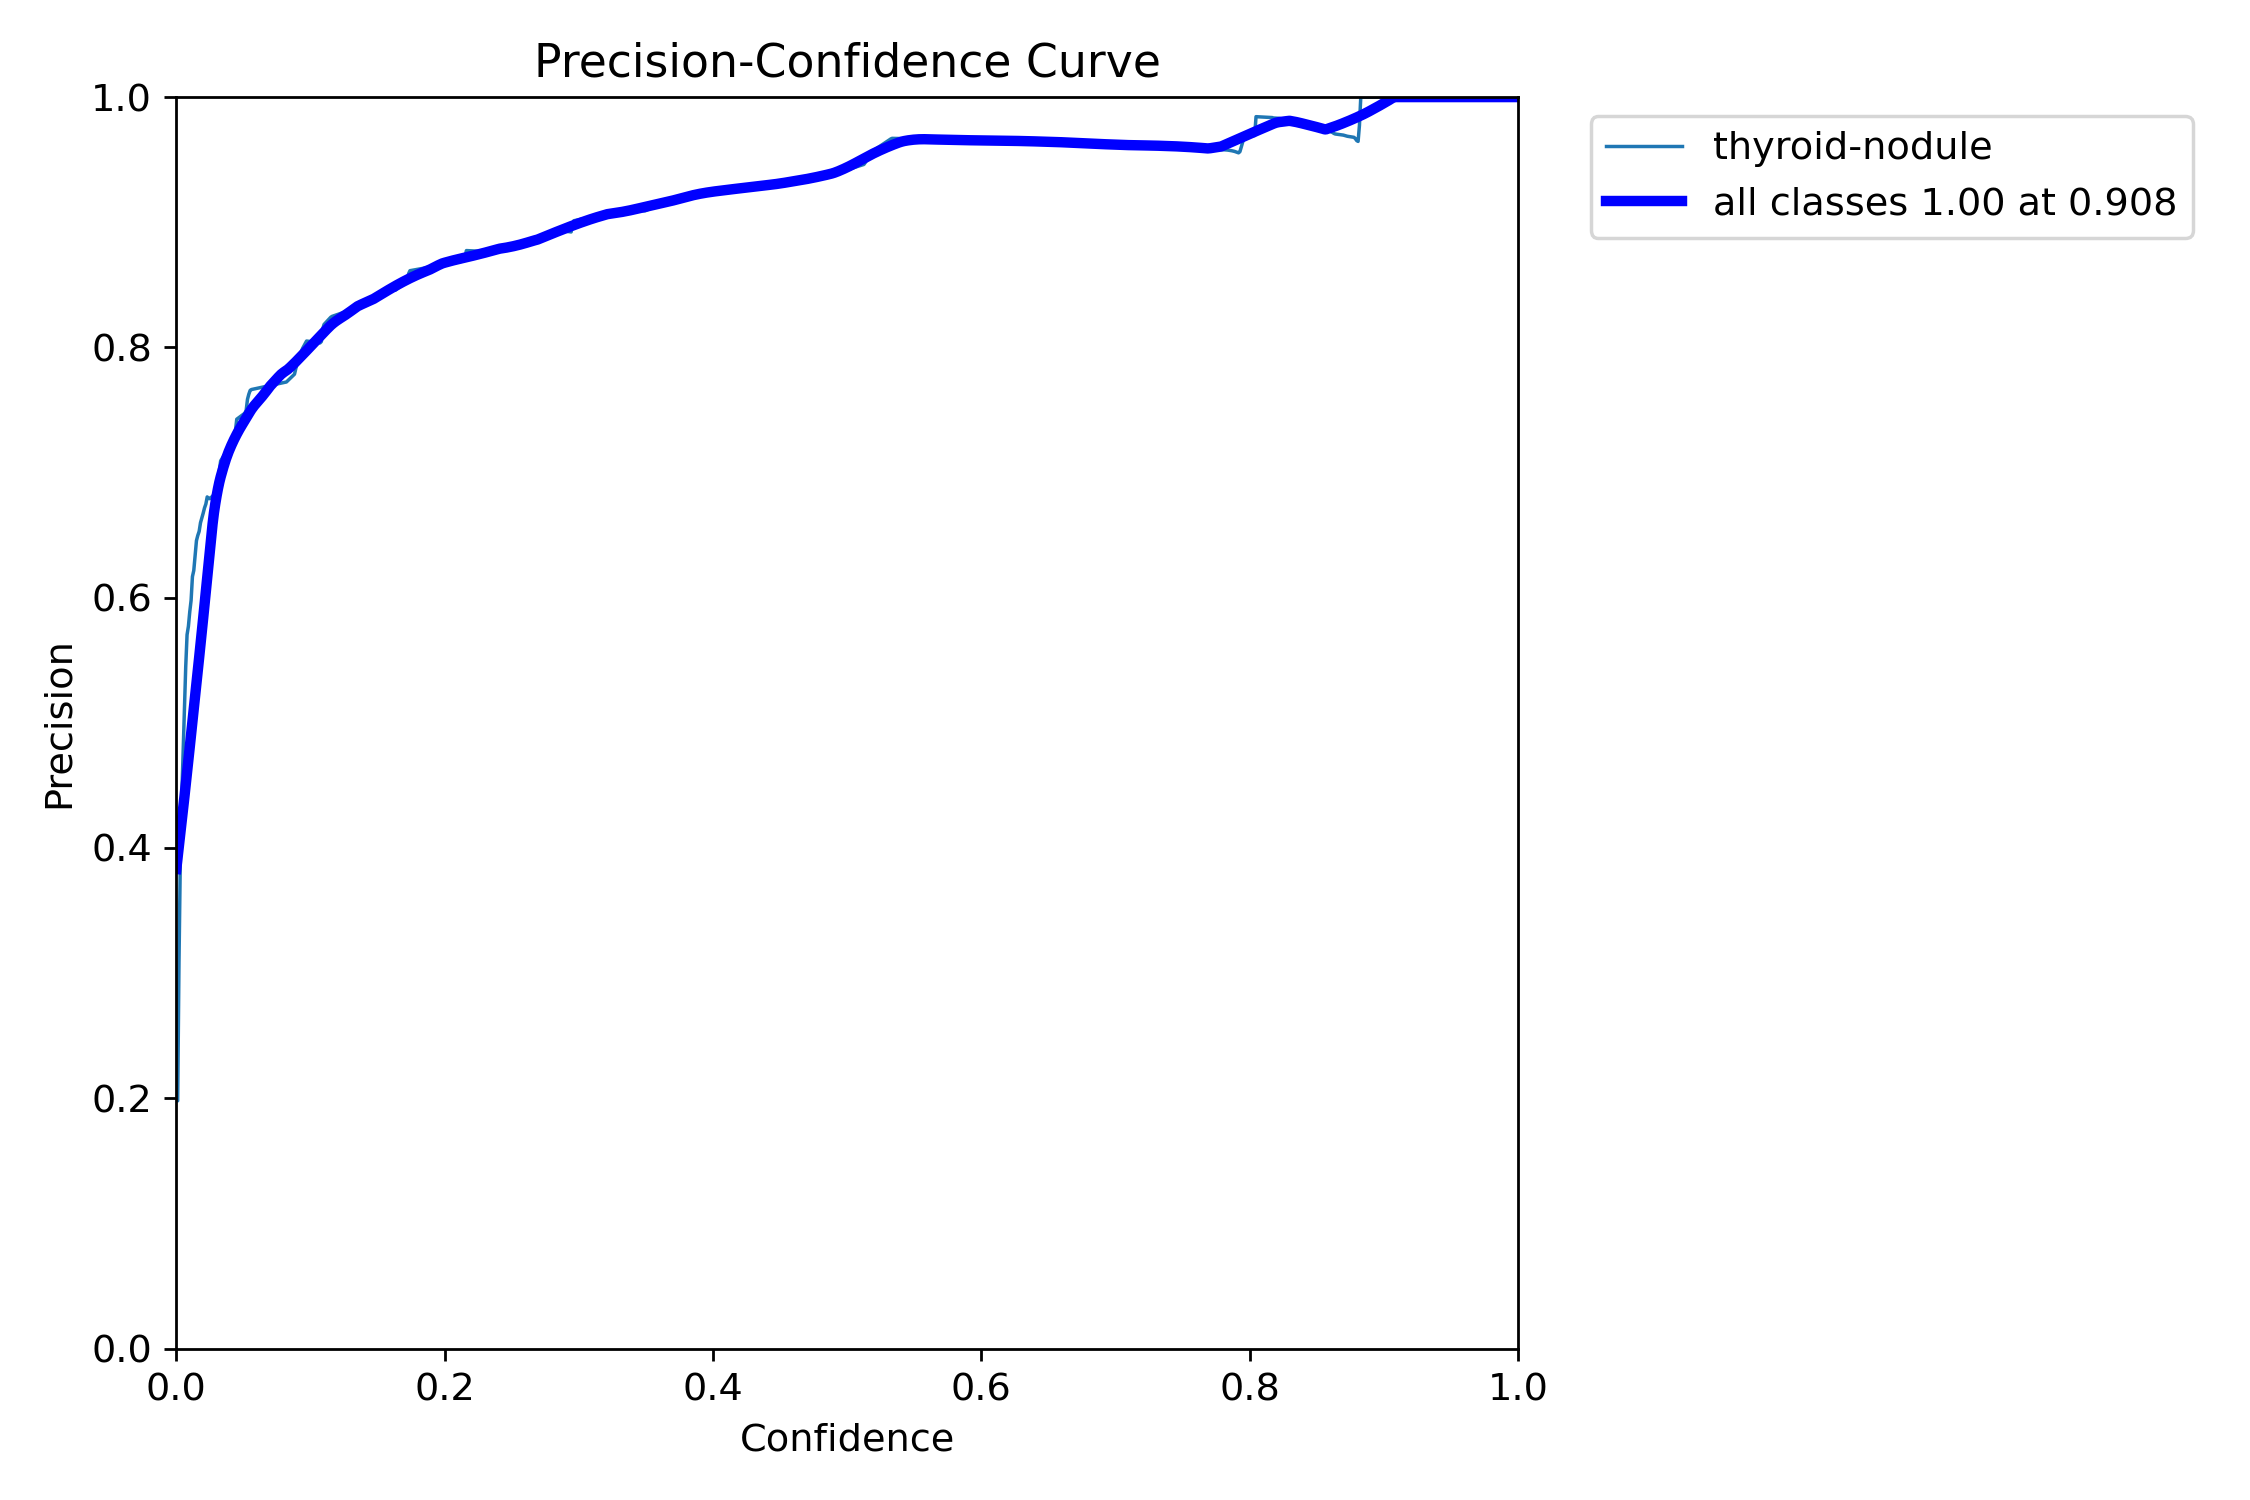 Precision-Confidence Curve
1.0
0.8
0.6
0.4
0.2
0.0
Precision
0.0 0.2 0.4 0.6 0.8 1.0
Confidence
thyroid-nodule
all classes 1.00 at 0.908